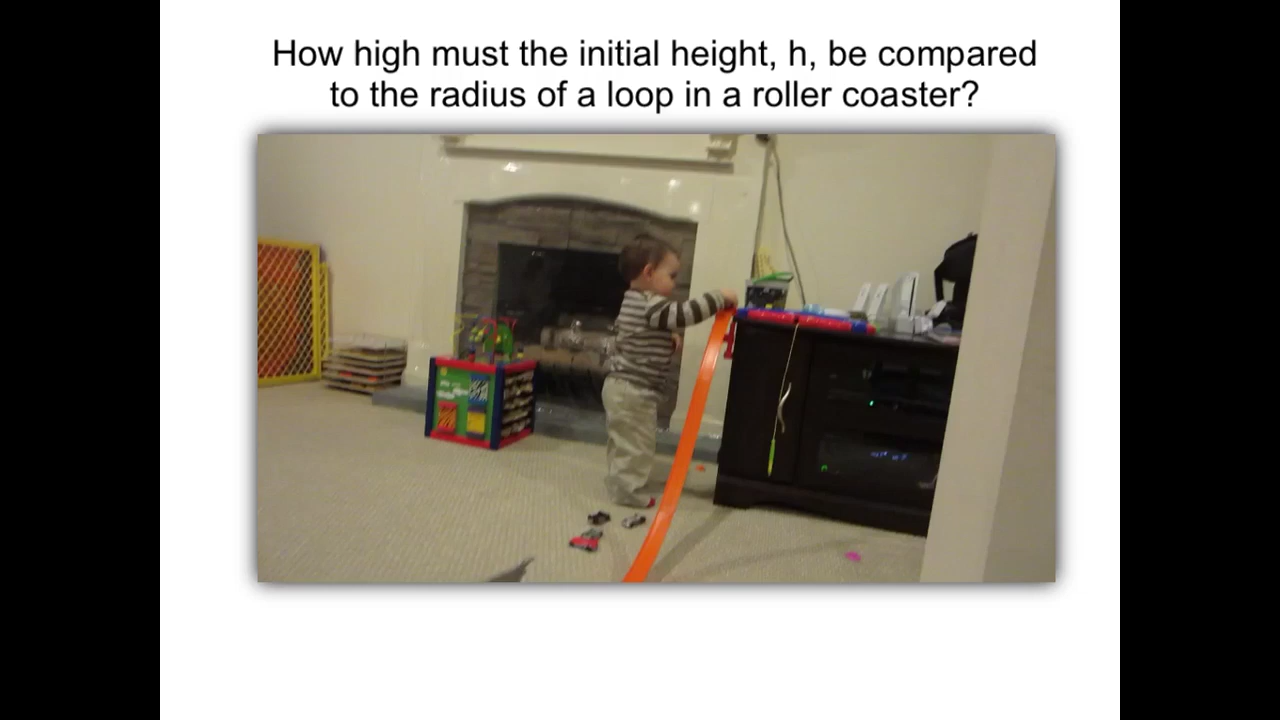 How high must the initial height, h, be compared
to the radius of a loop in a roller coaster?